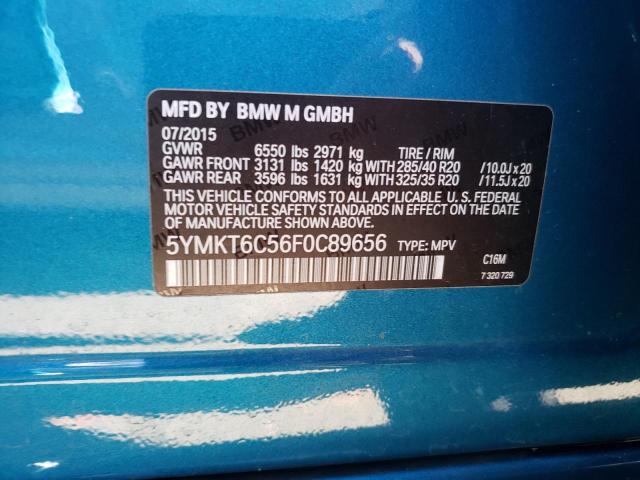 MFD BY BMW M GMBH
07/2015
GVWR 6550 lbs 2971 kg TIRE / RIM
GAWR FRONT 3131 lbs 1420 kg WITH 285/40 R20 /10.0J x 20
GAWR REAR 3596 lbs 1631 kg WITH 325/35 R20 /11.5J x 20
THIS VEHICLE CONFORMS TO ALL APPLICABLE U.S. FEDERAL
MOTOR VEHICLE SAFETY STANDARDS IN EFFECT ON THE DATE
OF MANUFACTURE SHOWN ABOVE.
5YMKT6C56F0C89656 TYPE: MPV
C16M
7 320 729